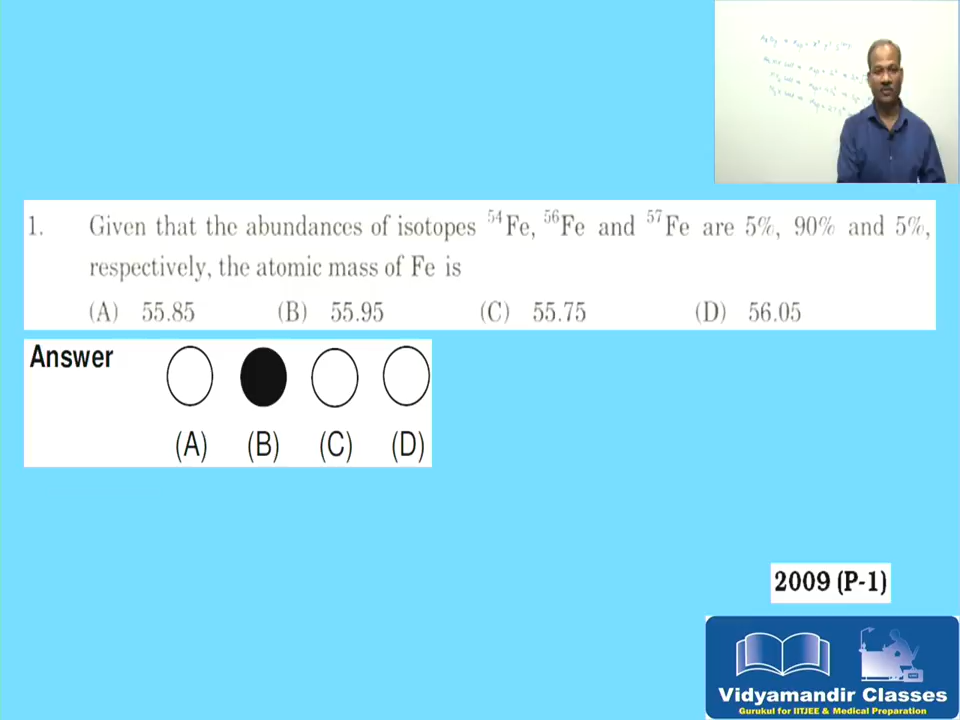 1. Given that the abundances of isotopes ⁵⁴Fe, ⁵⁶Fe and ⁵⁷Fe are 5%, 90% and 5%,
respectively, the atomic mass of Fe is
(A) 55.85 (B) 55.95 (C) 55.75 (D) 56.05
Answer
(A) (B) (C) (D)
2009 (P-1)
Vidyamandir Classes
Gurukul for IITJEE & Medical Preparation